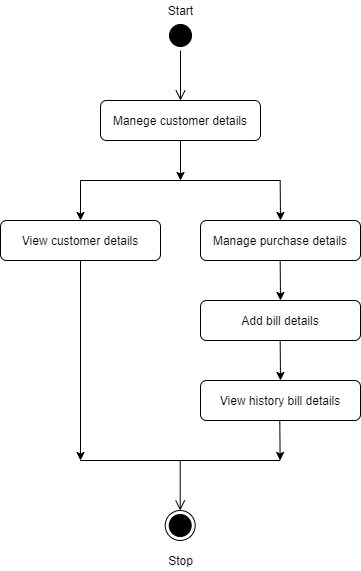 Start
Manege customer details
View customer details
Manage purchase details
Add bill details
View history bill details
Stop